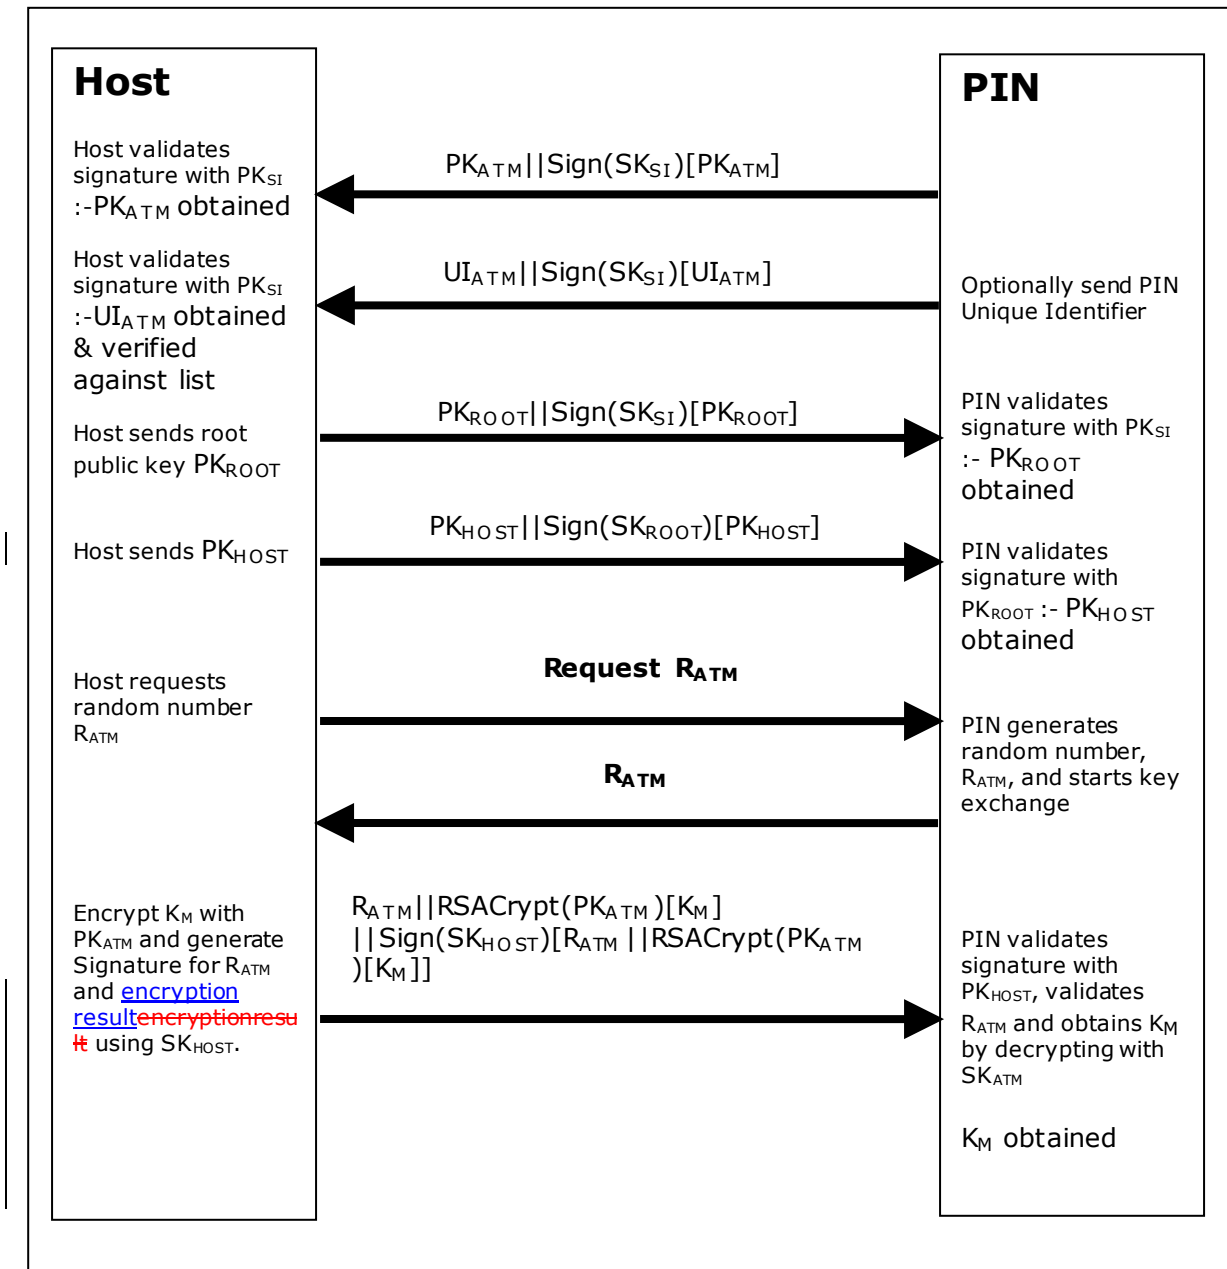 Host
Host validates
signature with PKSI
:-PKATM obtained
Host validates
signature with PKSI
:-UIATM obtained
& verified
against list
Host sends root
public key PKROOT
Host sends PKHOST
Host requests
random number
RATM
Encrypt KM with
PKATM and generate
Signature for RATM
and encryption
resultencryptionresu
lt using SKHOST.
PKATM||Sign(SKSI)[PKATM]
UIATM||Sign(SKSI)[UIATM]
PKROOT||Sign(SKSI)[PKROOT]
PKHOST||Sign(SKROOT)[PKHOST]
Request RATM
RATM
RATM||RSACrypt(PKATM)[KM]
||Sign(SKHOST)[RATM ||RSACrypt(PKATM
)[KM]]
PIN
Optionally send PIN
Unique Identifier
PIN validates
signature with PKSI
:- PKROOT
obtained
PIN validates
signature with
PKROOT :- PKHOST
obtained
PIN generates
random number,
RATM, and starts key
exchange
PIN validates
signature with
PKHOST, validates
RATM and obtains KM
by decrypting with
SKATM
KM obtained